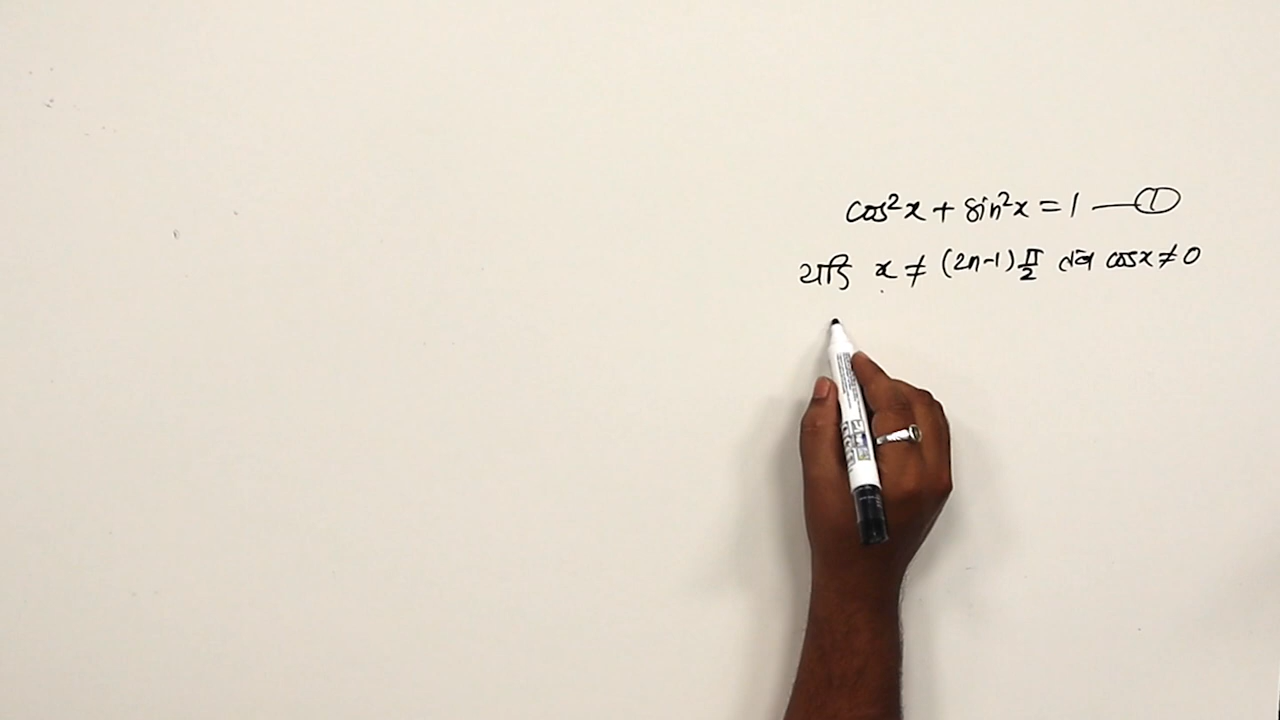 cos²x + sin²x = 1 —①
यदि x ≠ (2n-1) π/2 तब cosx ≠ 0